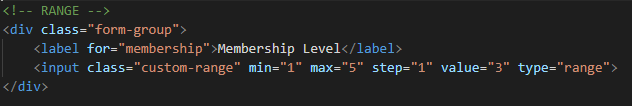 <!-- RANGE -->
<div class="form-group">
<label for="membership">Membership Level</label>
<input class="custom-range" min="1" max="5" step="1" value="3" type="range">
</div>